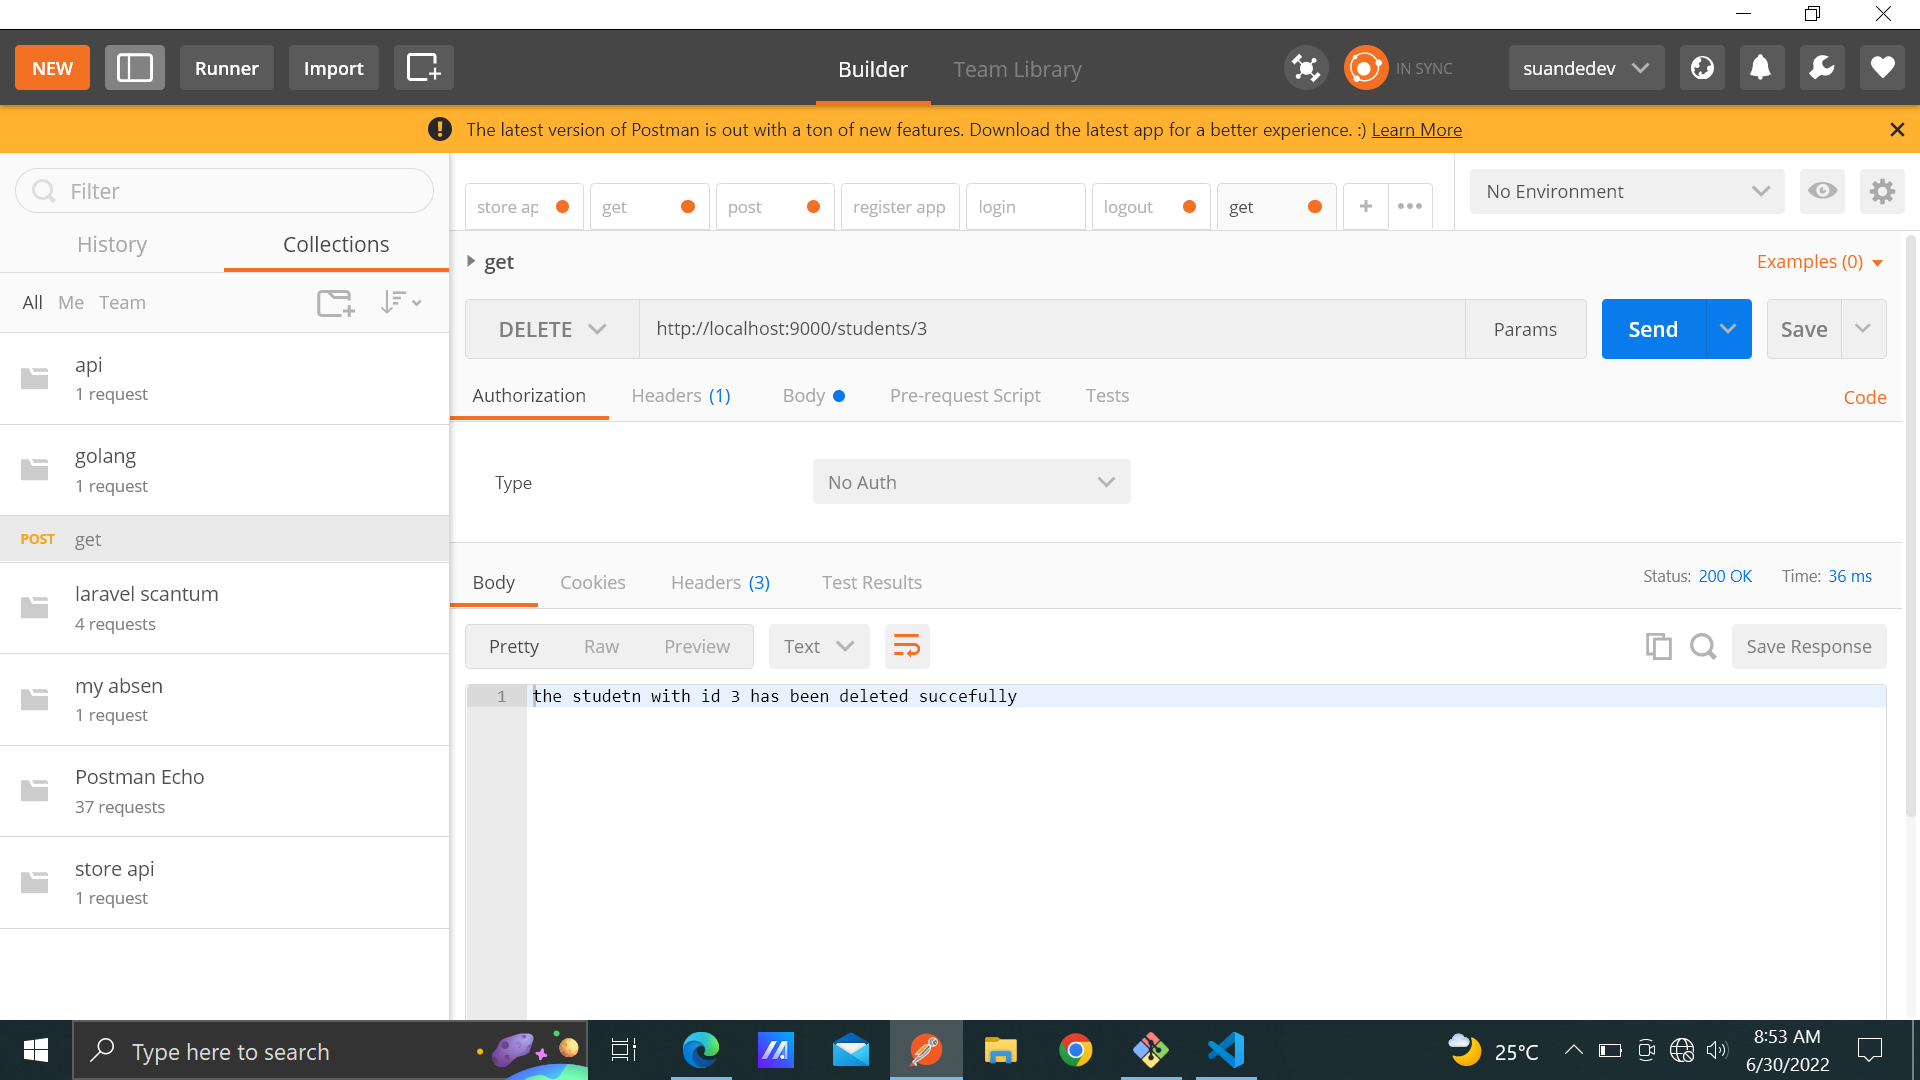 NEW
Runner
Import
Builder
Team Library
IN SYNC
suandedev
The latest version of Postman is out with a ton of new features. Download the latest app for a better experience. :) Learn More
Filter
History
Collections
All Me Team
api
1 request
golang
1 request
POST get
laravel scantum
4 requests
my absen
1 request
Postman Echo
37 requests
store api
1 request
store ap
get
post
register app
login
logout
get
No Environment
get
Examples (0)
DELETE
http://localhost:9000/students/3
Params
Send
Save
Authorization
Headers (1)
Body
Pre-request Script
Tests
Code
Type
No Auth
Body
Cookies
Headers (3)
Test Results
Status: 200 OK
Time: 36 ms
Pretty
Raw
Preview
Text
Save Response
1 the studetn with id 3 has been deleted succefully
Type here to search
25°C
8:53 AM
6/30/2022